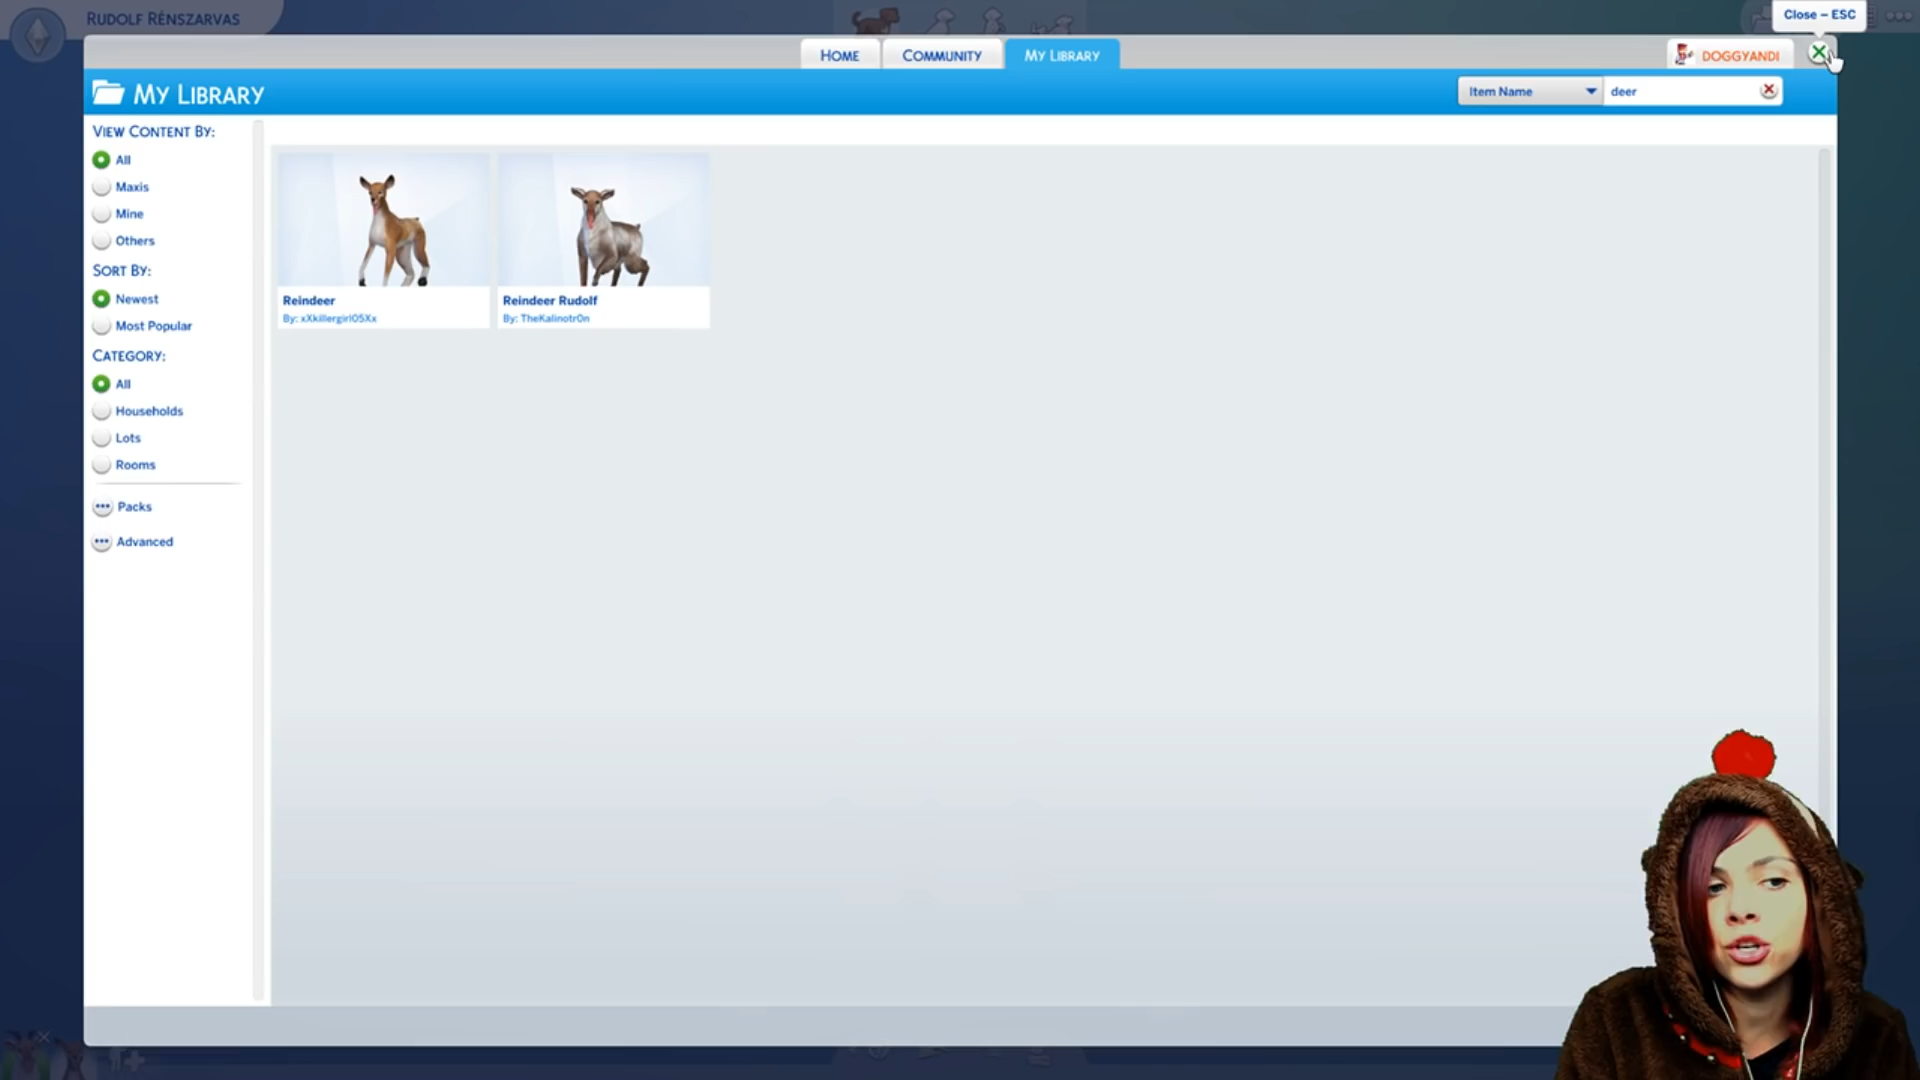 RUDOLF RÉNSZARVAS
Close – ESC
HOME
COMMUNITY
MY LIBRARY
DOGGYANDI
MY LIBRARY
Item Name
deer
VIEW CONTENT BY:
All
Maxis
Mine
Others
SORT BY:
Newest
Most Popular
CATEGORY:
All
Households
Lots
Rooms
Packs
Advanced
Reindeer
By: xXkillergirl05Xx
Reindeer Rudolf
By: TheKalinotr0n